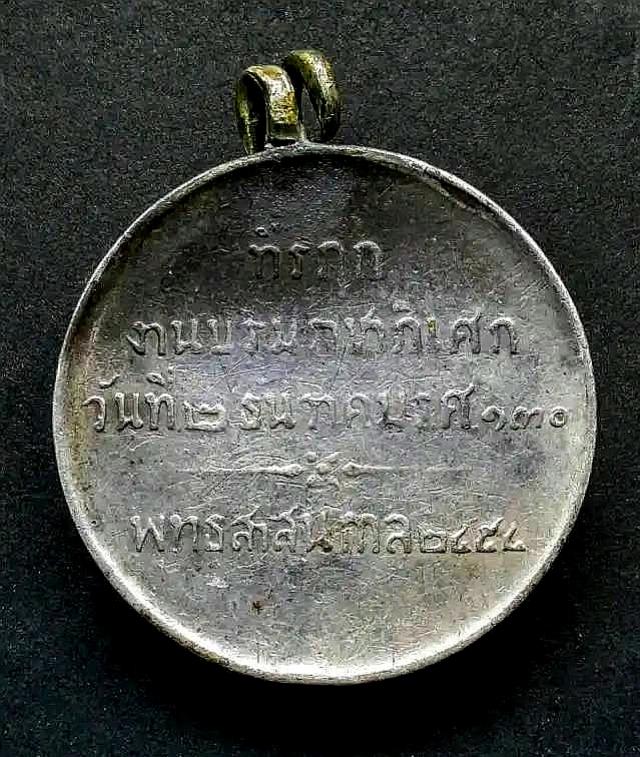 ที่รฦก
งานบรมราชาภิเศก
วันที่ ๒ ธันวาคม ร,ศ ๑๓๐
พุทธสาสนกาล ๒๔๕๔